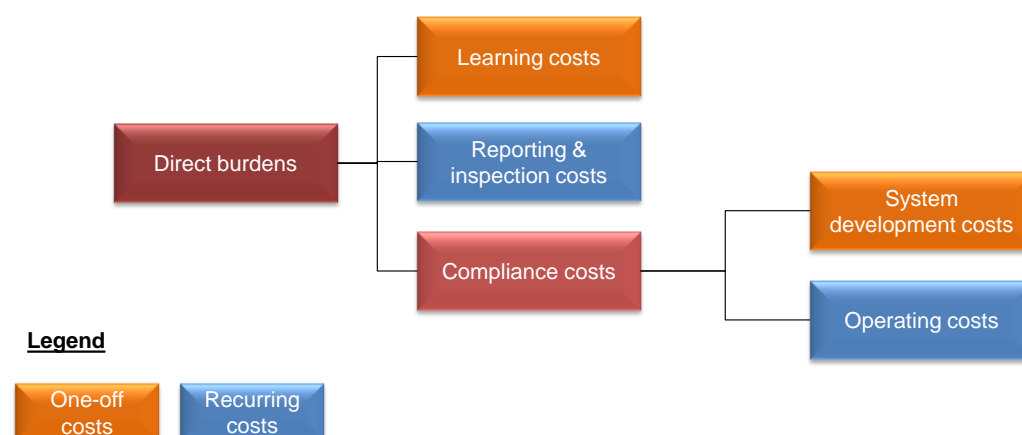 Learning costs
Direct burdens
Reporting &
inspection costs
Compliance costs
System
development costs
Operating costs
Legend
One-off
costs
Recurring
costs